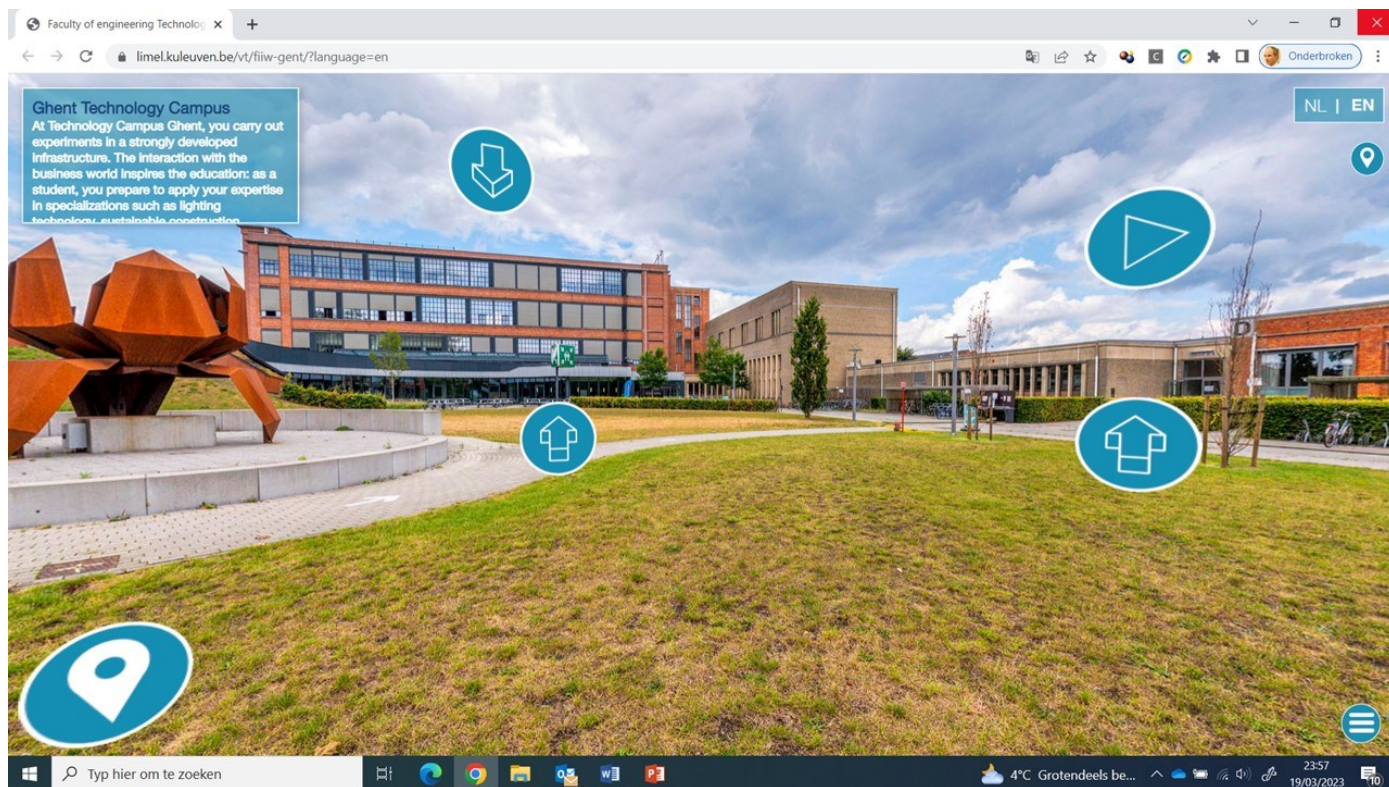 Faculty of engineering Technolog
limel.kuleuven.be/vt/fiiw-gent/?language=en
Onderbroken
Ghent Technology Campus
At Technology Campus Ghent, you carry out
experiments in a strongly developed
infrastructure. The interaction with the
business world inspires the education: as a
student, you prepare to apply your expertise
in specializations such as lighting
technology, sustainable construction,
NL | EN
D
Typ hier om te zoeken
4°C Grotendeels be...
23:57
19/03/2023
10